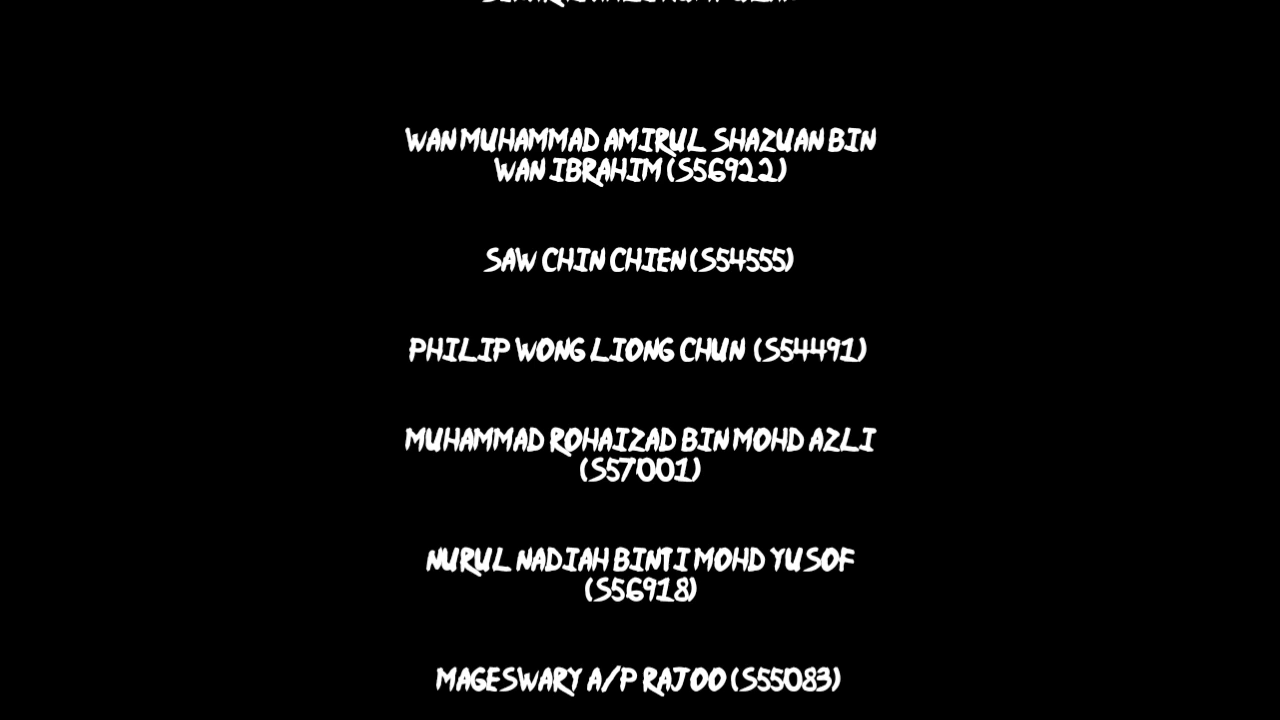 WAN MUHAMMAD AMIRUL SHAZUAN BIN
WAN IBRAHIM (S56922)
SAW CHIN CHIEN (S54555)
PHILIP WONG LIONG CHUN (S54491)
MUHAMMAD ROHAIZAD BIN MOHD AZLI
(S57001)
NURUL NADIAH BINTI MOHD YUSOF
(S56918)
MAGESWARY A/P RAJOO (S55083)